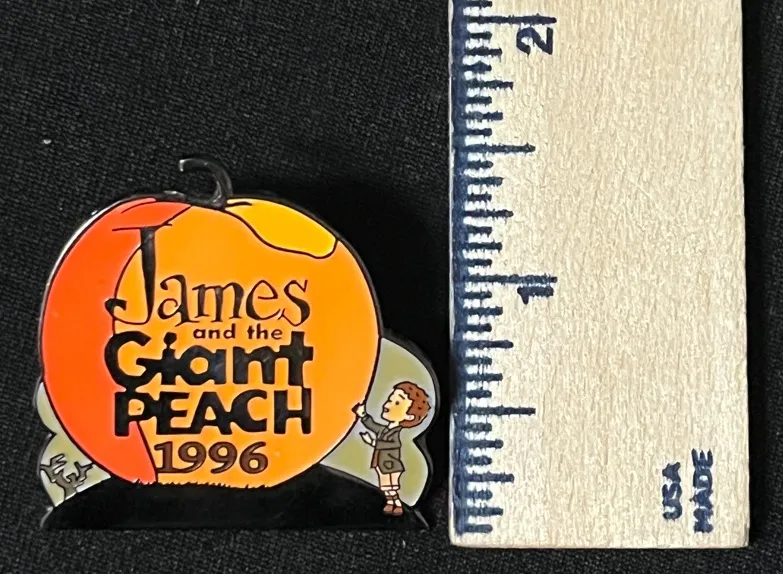 James
and the
Giant
PEACH
1996
2
1
USA
MADE